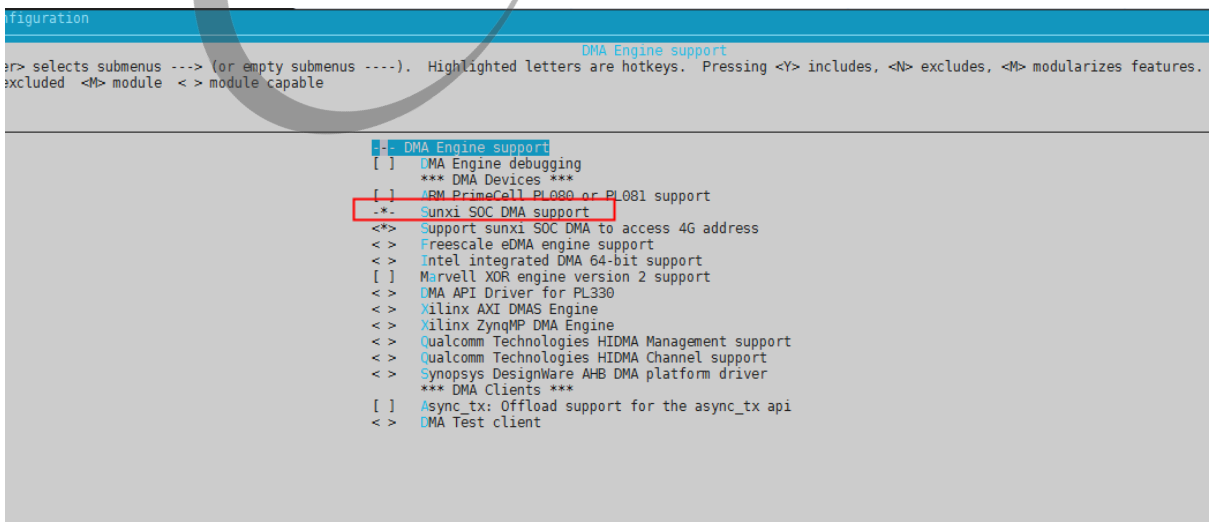 nfiguration
DMA Engine support
er> selects submenus ---> (or empty submenus ----).  Highlighted letters are hotkeys.  Pressing <Y> includes, <N> excludes, <M> modularizes features.
excluded  <M> module  < > module capable
--- DMA Engine support
[ ]   DMA Engine debugging
*** DMA Devices ***
[ ]   ARM PrimeCell PL080 or PL081 support
-*-   Sunxi SOC DMA support
<*>   Support sunxi SOC DMA to access 4G address
< >   Freescale eDMA engine support
< >   Intel integrated DMA 64-bit support
[ ]   Marvell XOR engine version 2 support
< >   DMA API Driver for PL330
< >   Xilinx AXI DMAS Engine
< >   Xilinx ZynqMP DMA Engine
< >   Qualcomm Technologies HIDMA Management support
< >   Qualcomm Technologies HIDMA Channel support
< >   Synopsys DesignWare AHB DMA platform driver
*** DMA Clients ***
[ ]   Async_tx: Offload support for the async_tx api
< >   DMA Test client